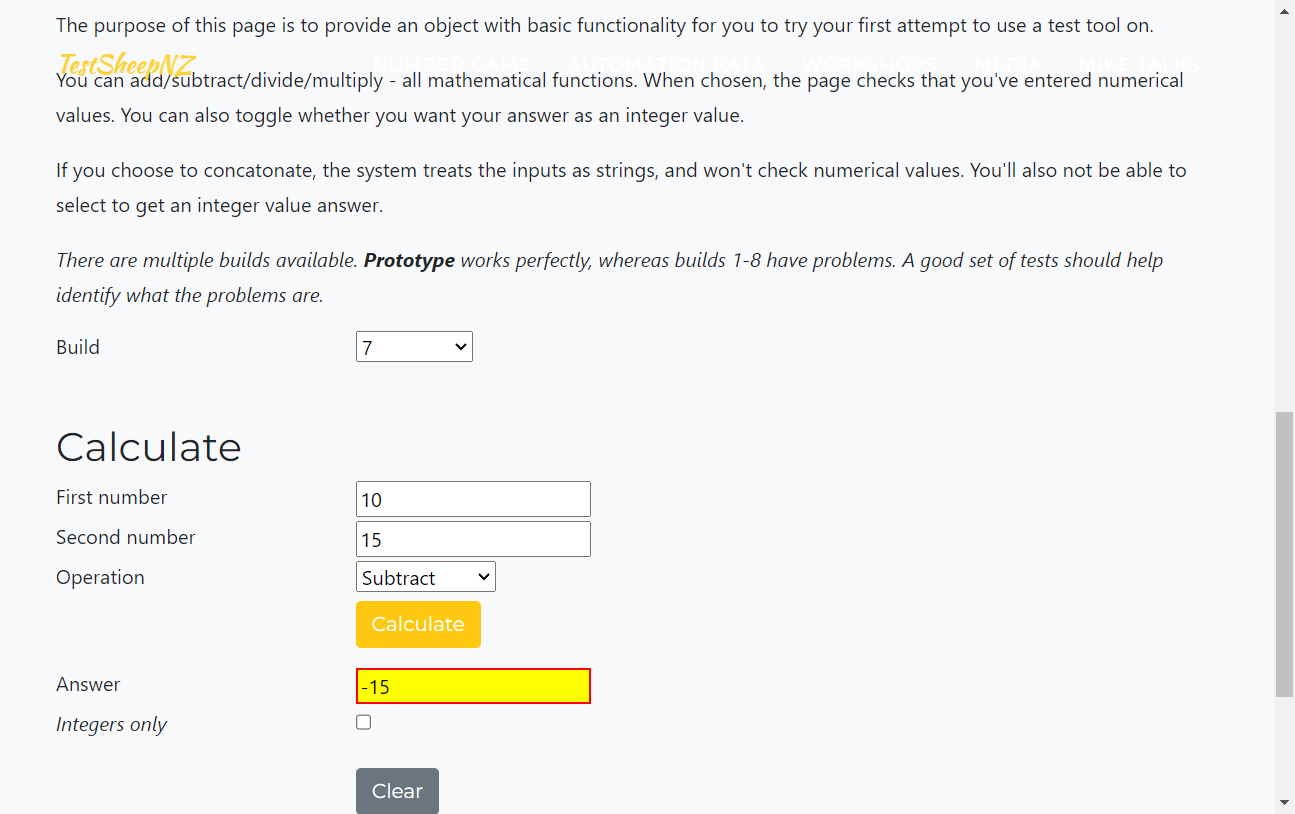 The purpose of this page is to provide an object with basic functionality for you to try your first attempt to use a test tool on.
TestSheepNZ NUMBER GAME AUTOMATION KATA WORKSHOPS MEDIA MIKE TALKS
You can add/subtract/divide/multiply - all mathematical functions. When chosen, the page checks that you've entered numerical
values. You can also toggle whether you want your answer as an integer value.
If you choose to concatonate, the system treats the inputs as strings, and won't check numerical values. You'll also not be able to
select to get an integer value answer.
There are multiple builds available. Prototype works perfectly, whereas builds 1-8 have problems. A good set of tests should help
identify what the problems are.
Build 7
Calculate
First number 10
Second number 15
Operation Subtract
Calculate
Answer -15
Integers only
Clear